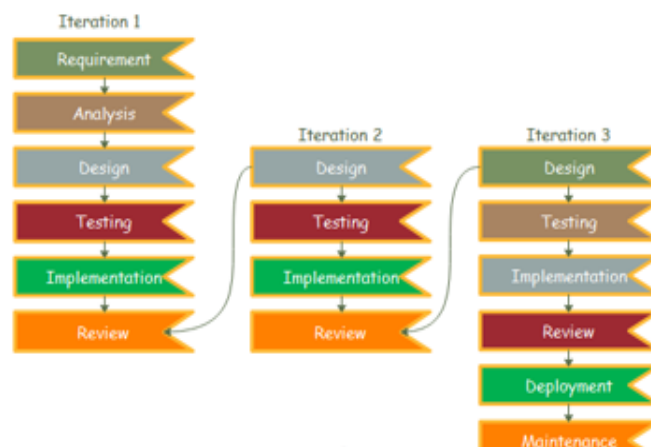 Iteration 1
Requirement
Analysis
Design
Testing
Implementation
Review
Iteration 2
Design
Testing
Implementation
Review
Iteration 3
Design
Testing
Implementation
Review
Deployment
Maintenance